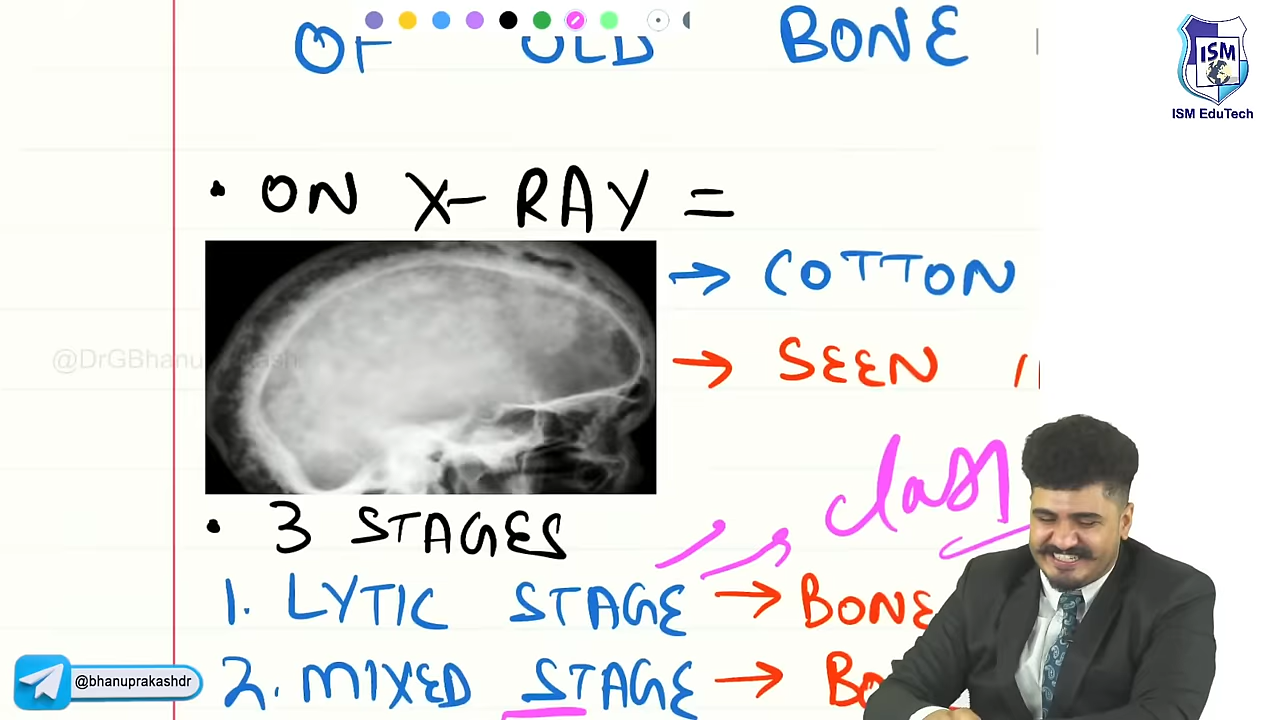 OF OLD BONE
ISM
ISM EduTech
• ON X-RAY =
→ COTTON
@DrGBhanuprakash
→ SEEN
class
• 3 STAGES
1. LYTIC STAGE → BONE
2. MIXED STAGE →
@bhanuprakashdr